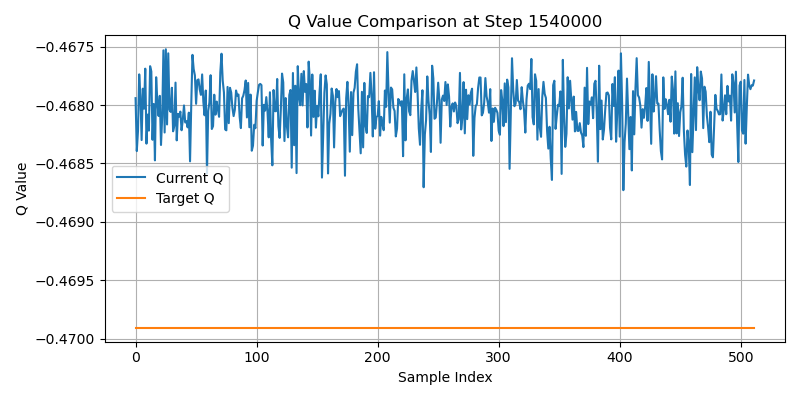 Q Value Comparison at Step 1540000
Q Value
−0.4675
−0.4680
−0.4685
−0.4690
−0.4695
−0.4700
Current Q
Target Q
0
100
200
300
400
500
Sample Index